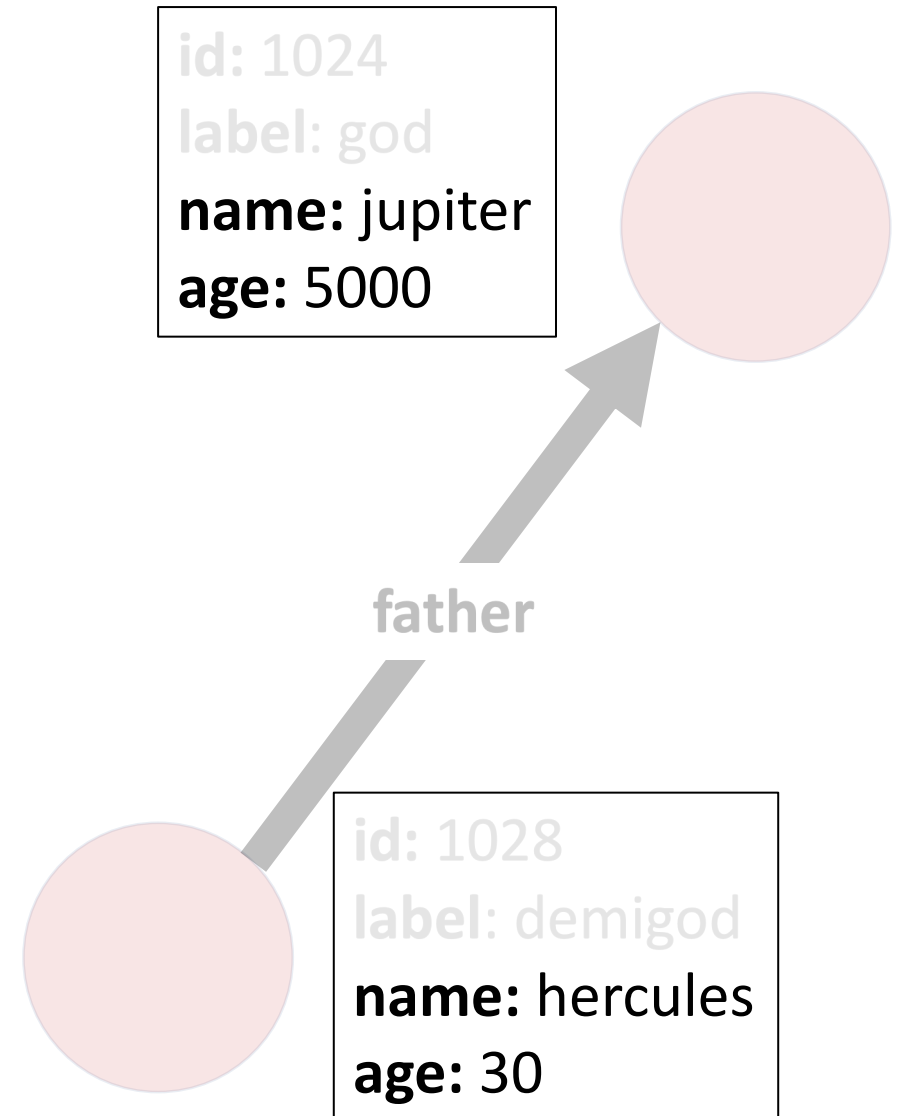 id: 1024
label: god
name: jupiter
age: 5000
father
id: 1028
label: demigod
name: hercules
age: 30